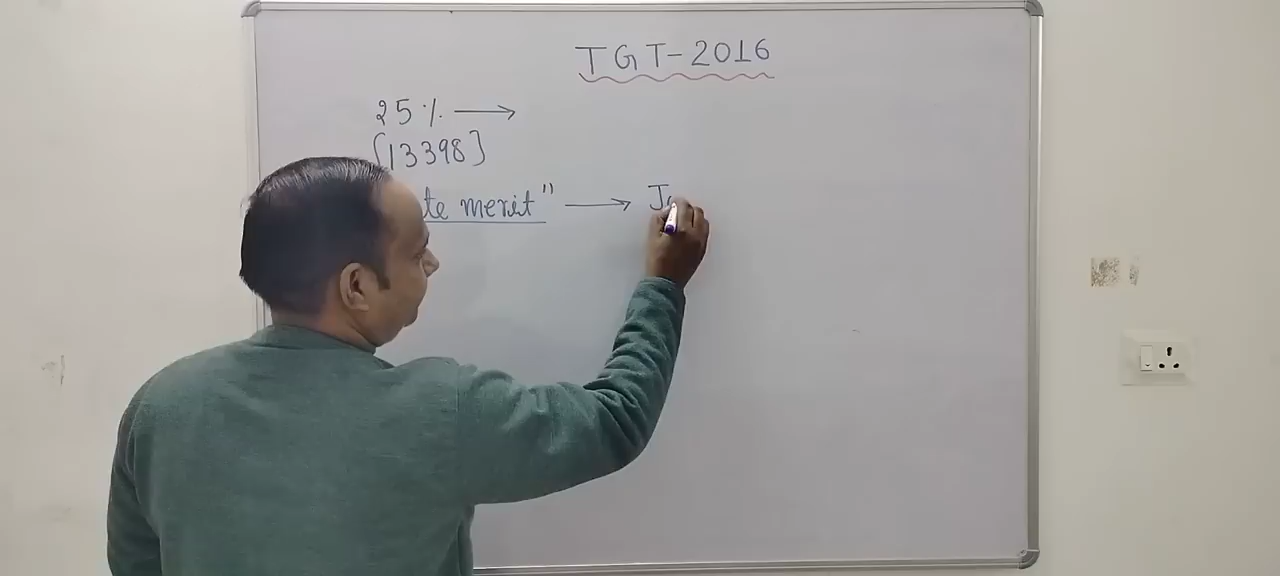 TGT-2016
25% →
[13398]
te merit" → J